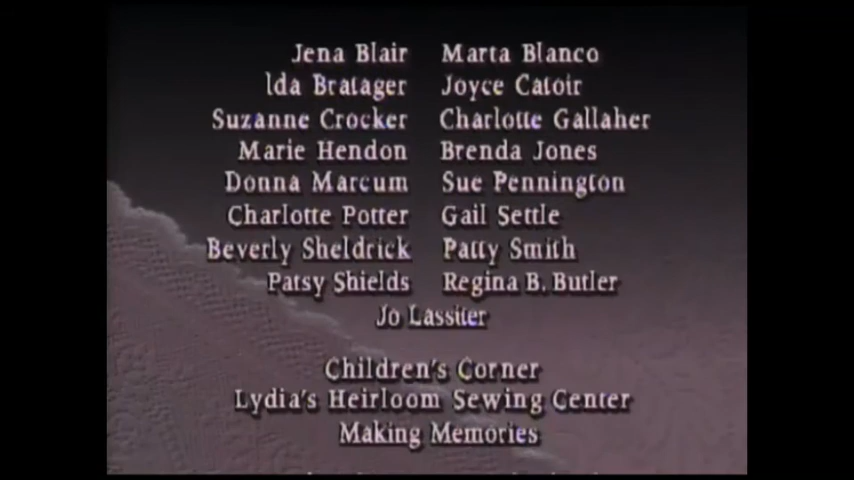 Jena Blair Marta Blanco
Ida Bratager Joyce Catoir
Suzanne Crocker Charlotte Gallaher
Marie Hendon Brenda Jones
Donna Marcum Sue Pennington
Charlotte Potter Gail Settle
Beverly Sheldrick Patty Smith
Patsy Shields Regina B. Butler
Jo Lassiter
Children's Corner
Lydia's Heirloom Sewing Center
Making Memories